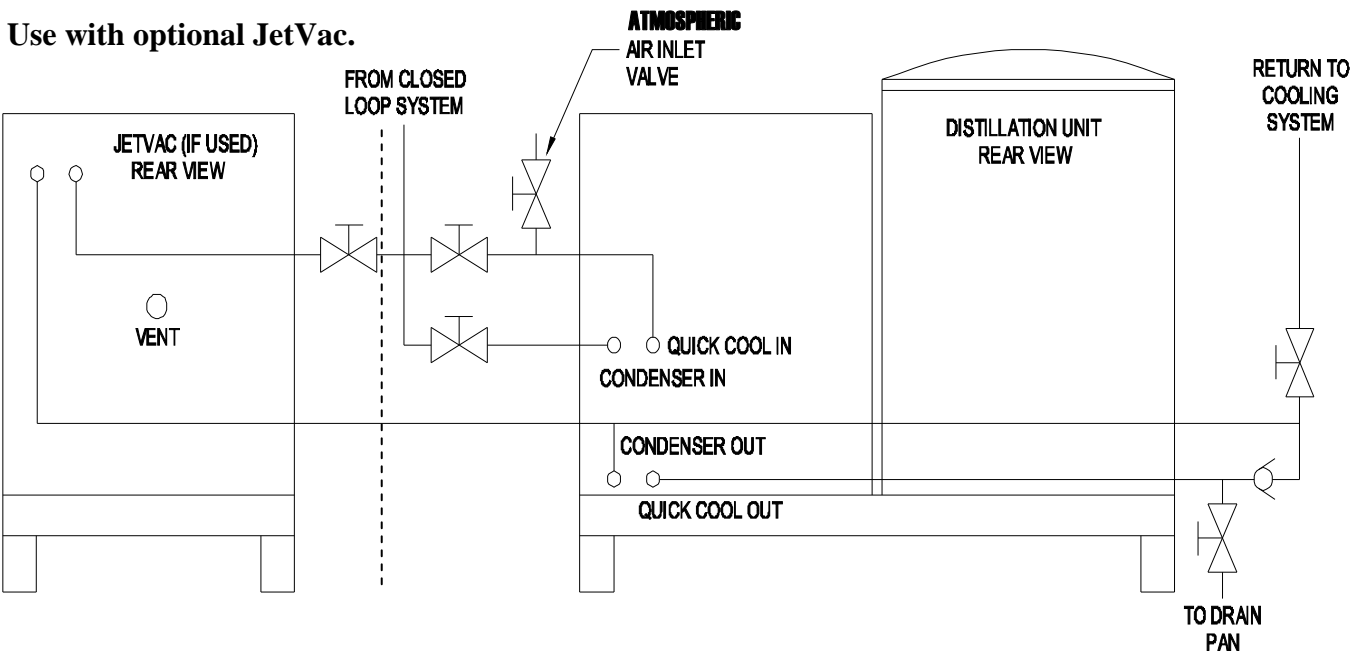 Use with optional JetVac.
ATMOSPHERIC
AIR INLET
VALVE
FROM CLOSED
LOOP SYSTEM
RETURN TO
COOLING
SYSTEM
JETVAC (IF USED)
REAR VIEW
DISTILLATION UNIT
REAR VIEW
VENT
QUICK COOL IN
CONDENSER IN
CONDENSER OUT
QUICK COOL OUT
TO DRAIN
PAN